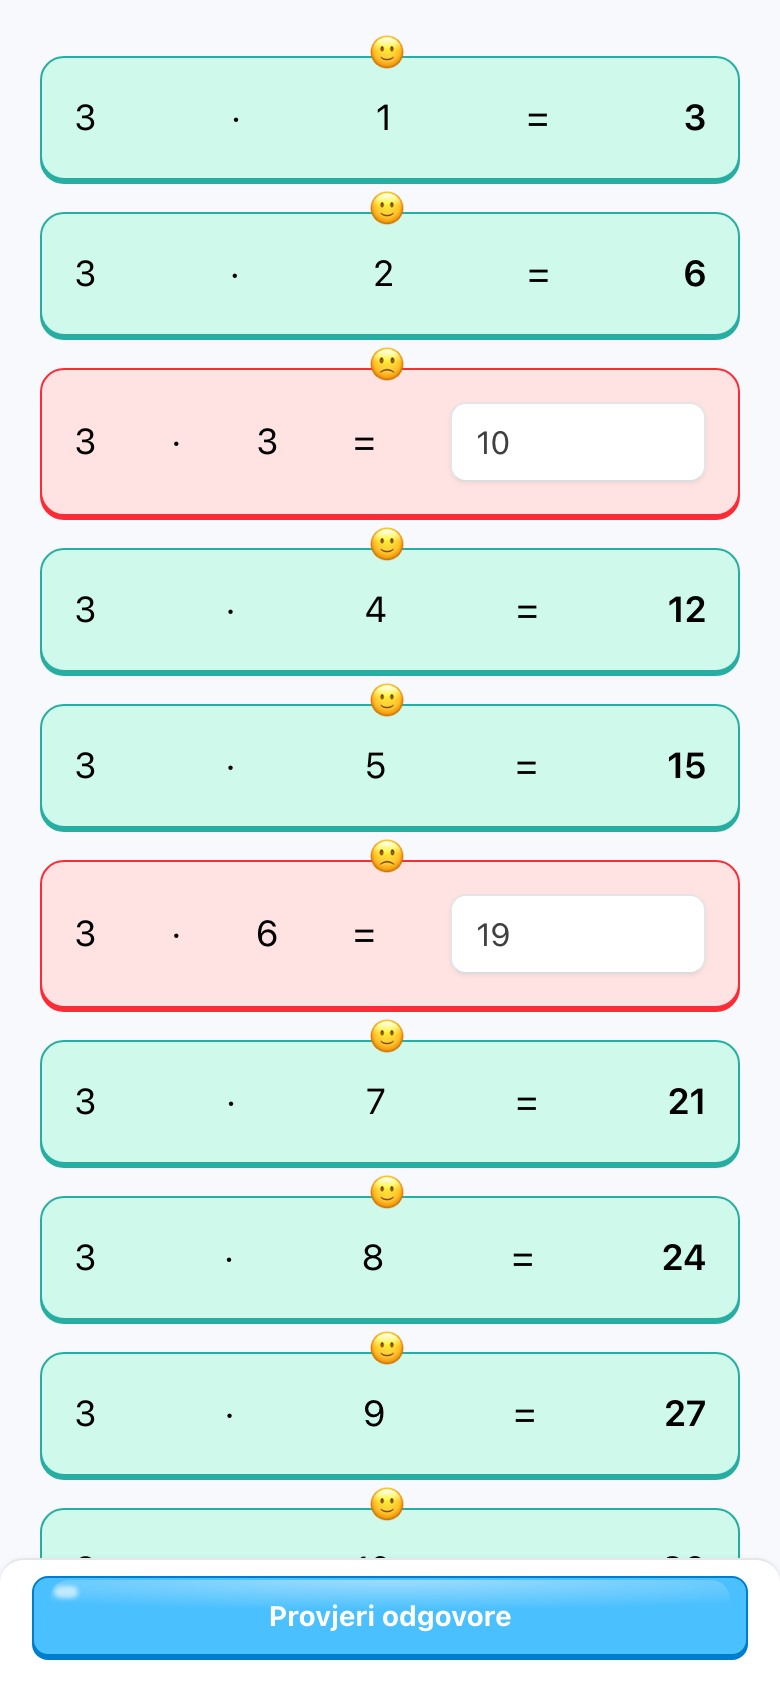 3 · 1 = 3
3 · 2 = 6
3 · 3 = 10
3 · 4 = 12
3 · 5 = 15
3 · 6 = 19
3 · 7 = 21
3 · 8 = 24
3 · 9 = 27
Provjeri odgovore